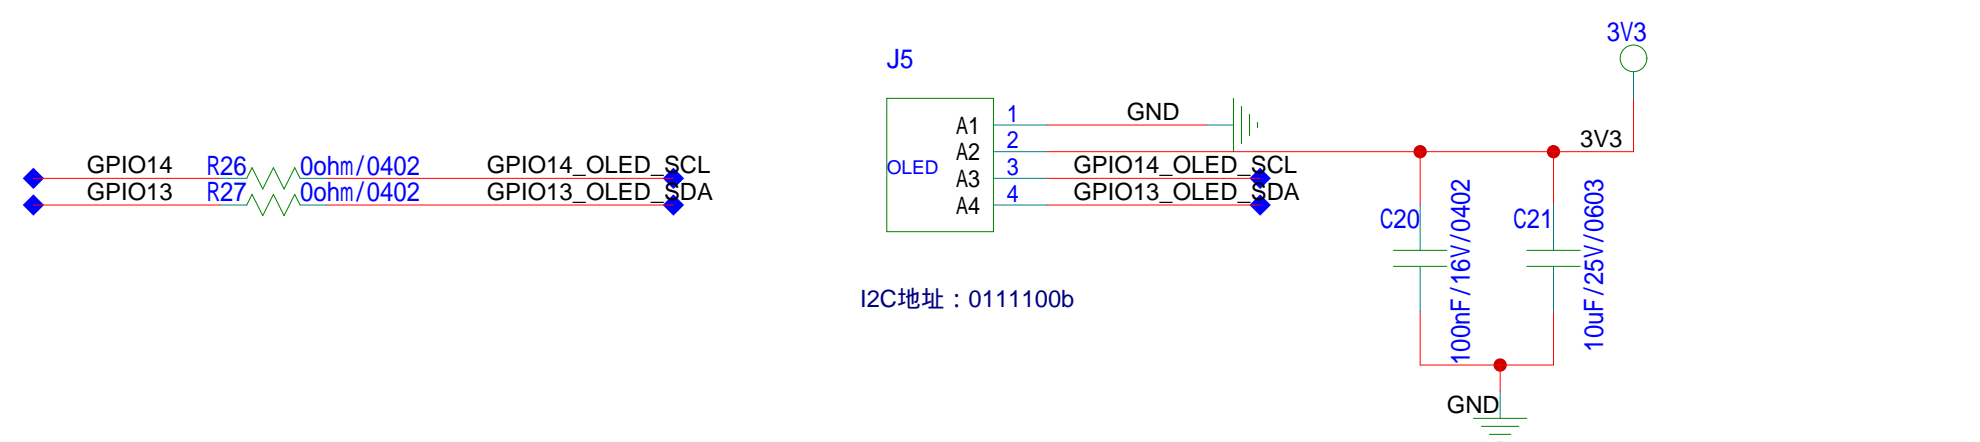 3V3
J5
1
GND
A1
2
A2
3V3
GPIO14
R26
0ohm/0402
GPIO14_OLED_SCL
OLED
3
GPIO14_OLED_SCL
A3
GPIO13
R27
0ohm/0402
GPIO13_OLED_SDA
4
GPIO13_OLED_SDA
A4
C20
100nF/16V/0402
C21
10uF/25V/0603
I2C地址：0111100b
GND